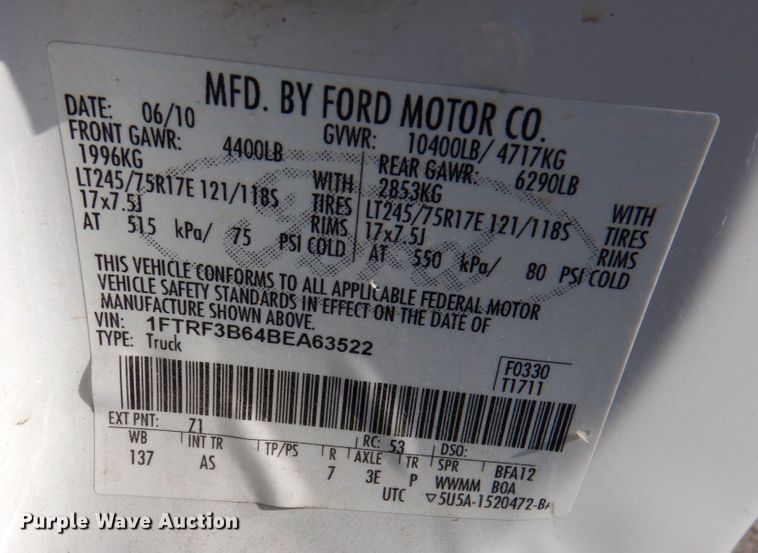 MFD. BY FORD MOTOR CO.
DATE: 06/10 GVWR: 10400LB/ 4717KG
FRONT GAWR: 4400LB REAR GAWR: 6290LB
1996KG WITH 2853KG WITH
LT245/75R17E 121/118S TIRES LT245/75R17E 121/118S TIRES
17x7.5J RIMS 17x7.5J RIMS
AT 515 kPa/ 75 PSI COLD AT 550 kPa/ 80 PSI COLD
THIS VEHICLE CONFORMS TO ALL APPLICABLE FEDERAL MOTOR
VEHICLE SAFETY STANDARDS IN EFFECT ON THE DATE OF
MANUFACTURE SHOWN ABOVE.
VIN: 1FTRF3B64BEA63522
TYPE: Truck
F0330
T1711
EXT PNT: 71 RC: 53 DSO:
WB INT TR TP/PS R AXLE TR SPR BFA12
137 AS 7 3E P WWMM BOA
UTC ▽5U5A-1520472-BA
Ford
Purple Wave Auction